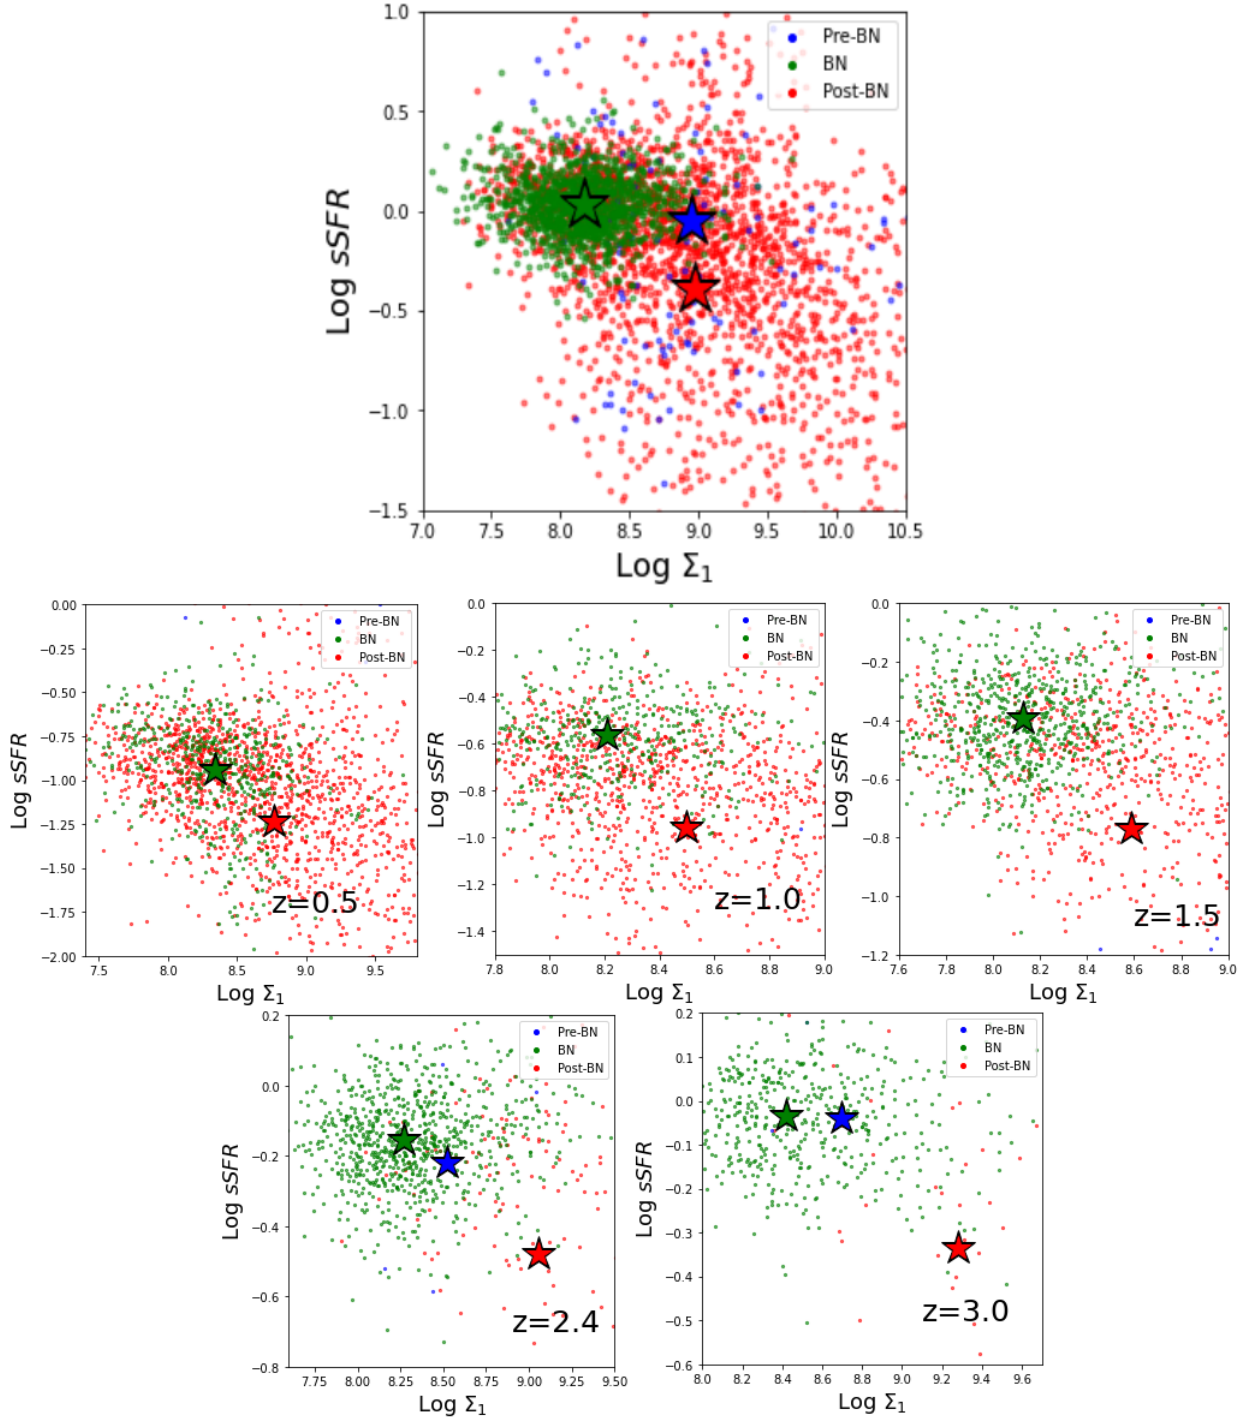 1.0
0.5
0.0
−0.5
−1.0
−1.5
Log sSFR
Pre-BN
BN
Post-BN
7.0 7.5 8.0 8.5 9.0 9.5 10.0 10.5
Log Σ1
0.00
−0.25
−0.50
−0.75
−1.00
−1.25
−1.50
−1.75
−2.00
Log sSFR
Pre-BN
BN
Post-BN
z=0.5
7.5 8.0 8.5 9.0 9.5
Log Σ1
0.0
−0.2
−0.4
−0.6
−0.8
−1.0
−1.2
−1.4
Log sSFR
Pre-BN
BN
Post-BN
z=1.0
7.8 8.0 8.2 8.4 8.6 8.8 9.0
Log Σ1
0.0
−0.2
−0.4
−0.6
−0.8
−1.0
−1.2
Log sSFR
Pre-BN
BN
Post-BN
z=1.5
7.6 7.8 8.0 8.2 8.4 8.6 8.8 9.0
Log Σ1
0.2
0.0
−0.2
−0.4
−0.6
−0.8
Log sSFR
Pre-BN
BN
Post-BN
z=2.4
7.75 8.00 8.25 8.50 8.75 9.00 9.25 9.50
Log Σ1
0.2
0.1
0.0
−0.1
−0.2
−0.3
−0.4
−0.5
−0.6
Log sSFR
Pre-BN
BN
Post-BN
z=3.0
8.0 8.2 8.4 8.6 8.8 9.0 9.2 9.4 9.6
Log Σ1